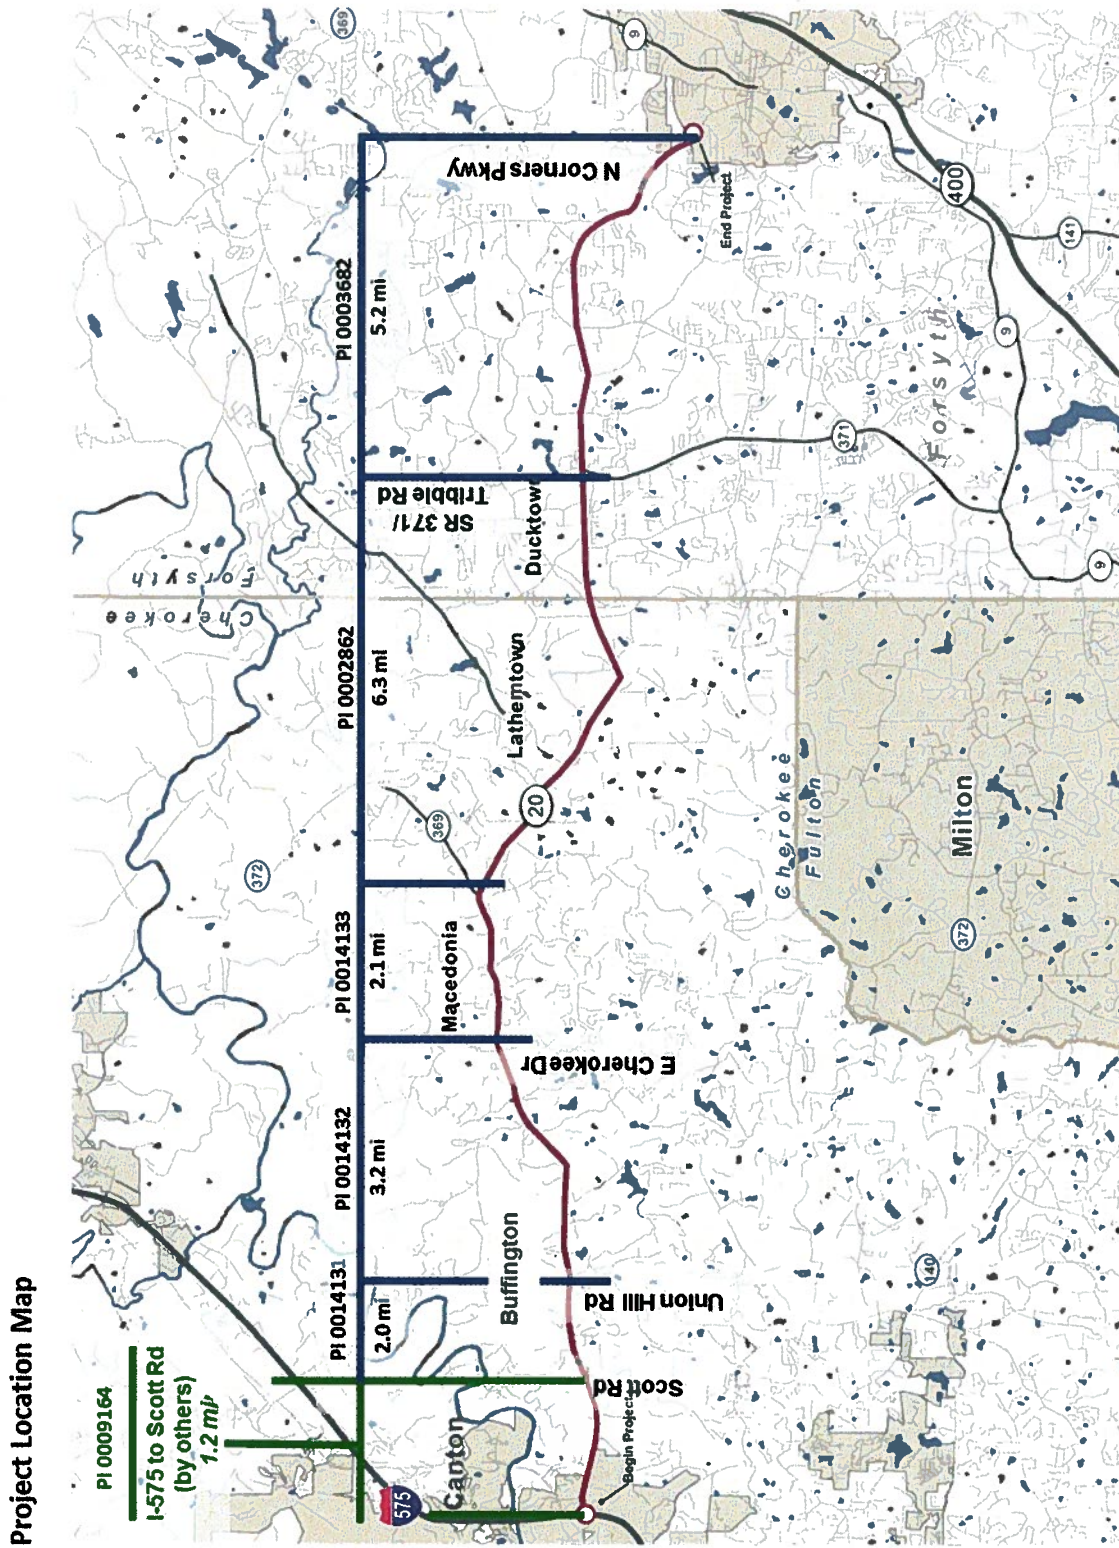 Project Location Map
PI 0009164
I-575 to Scott Rd
(by others)
1.2 mi
PI 0014131
2.0 mi
PI 0014132
3.2 mi
PI 0014133
2.1 mi
PI 0002862
6.3 mi
PI 0003682
5.2 mi
575
Canton
Begin Project
Scott Rd
Buffington
Union Hill Rd
E Cherokee Dr
Macedonia
369
20
Lathemtown
Ducktown
SR 371/
Tribble Rd
N Corners Pkwy
End Project
Cherokee
Forsyth
372
369
9
400
141
9
371
Forsyth
9
Cherokee
Fulton
Milton
372
140